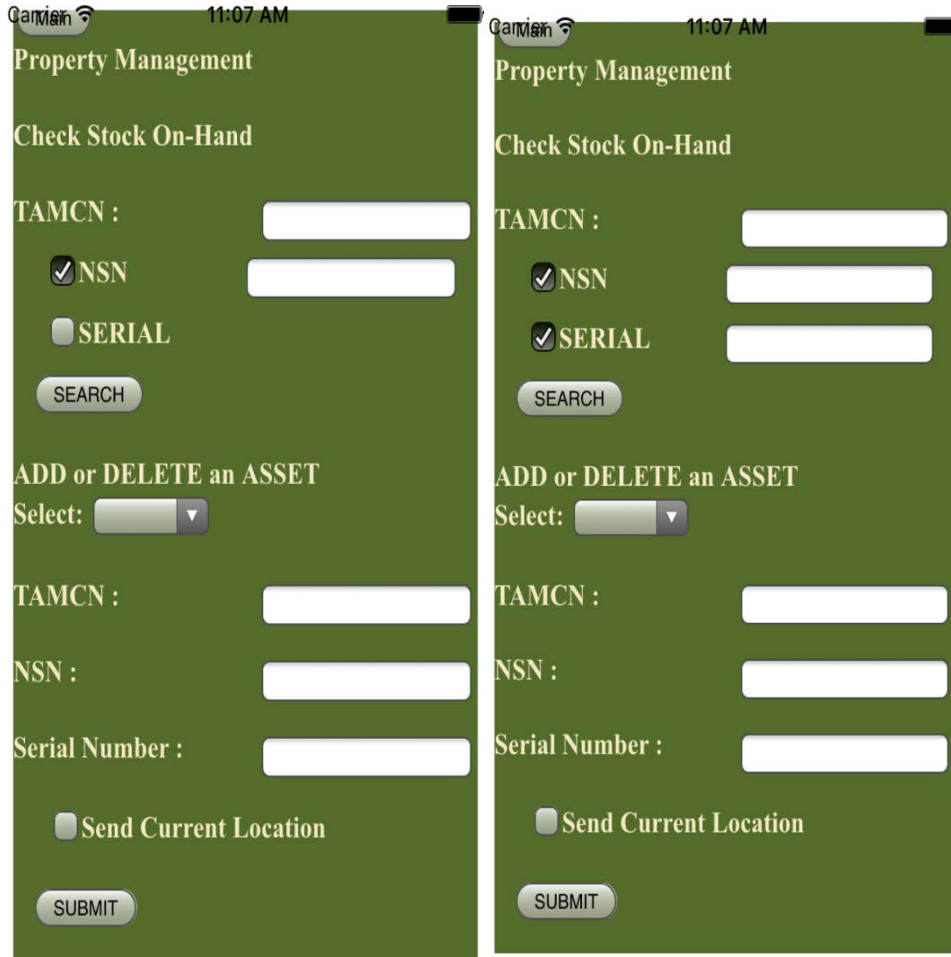 Carrier Main 11:07 AM
Property Management
Check Stock On-Hand
TAMCN :
NSN
SERIAL
SEARCH
ADD or DELETE an ASSET
Select:
TAMCN :
NSN :
Serial Number :
Send Current Location
SUBMIT
Carrier Main 11:07 AM
Property Management
Check Stock On-Hand
TAMCN :
NSN
SERIAL
SEARCH
ADD or DELETE an ASSET
Select:
TAMCN :
NSN :
Serial Number :
Send Current Location
SUBMIT